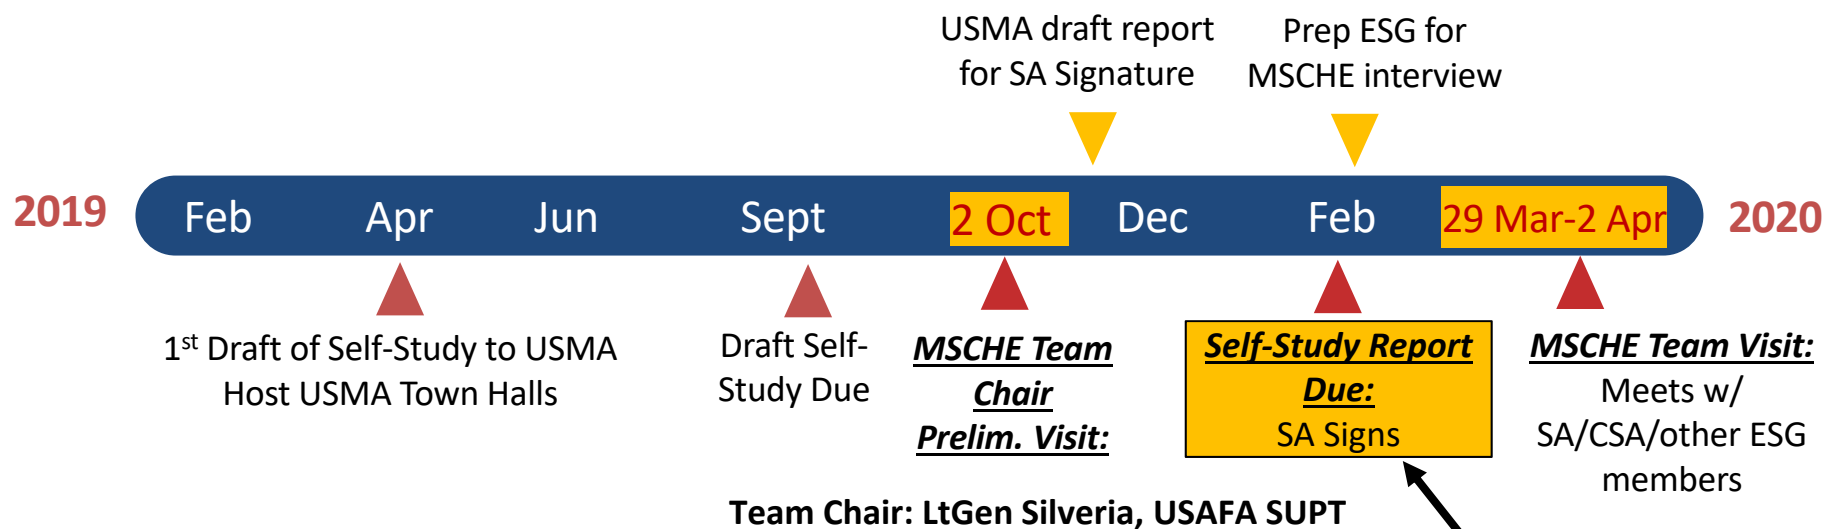 USMA draft report
for SA Signature
Prep ESG for
MSCHE interview
2019
Feb
Apr
Jun
Sept
2 Oct
Dec
Feb
29 Mar-2 Apr
2020
1st Draft of Self-Study to USMA
Host USMA Town Halls
Draft Self-
Study Due
MSCHE Team
Chair
Prelim. Visit:
Self-Study Report
Due:
SA Signs
MSCHE Team Visit:
Meets w/
SA/CSA/other ESG
members
Team Chair: LtGen Silveria, USAFA SUPT